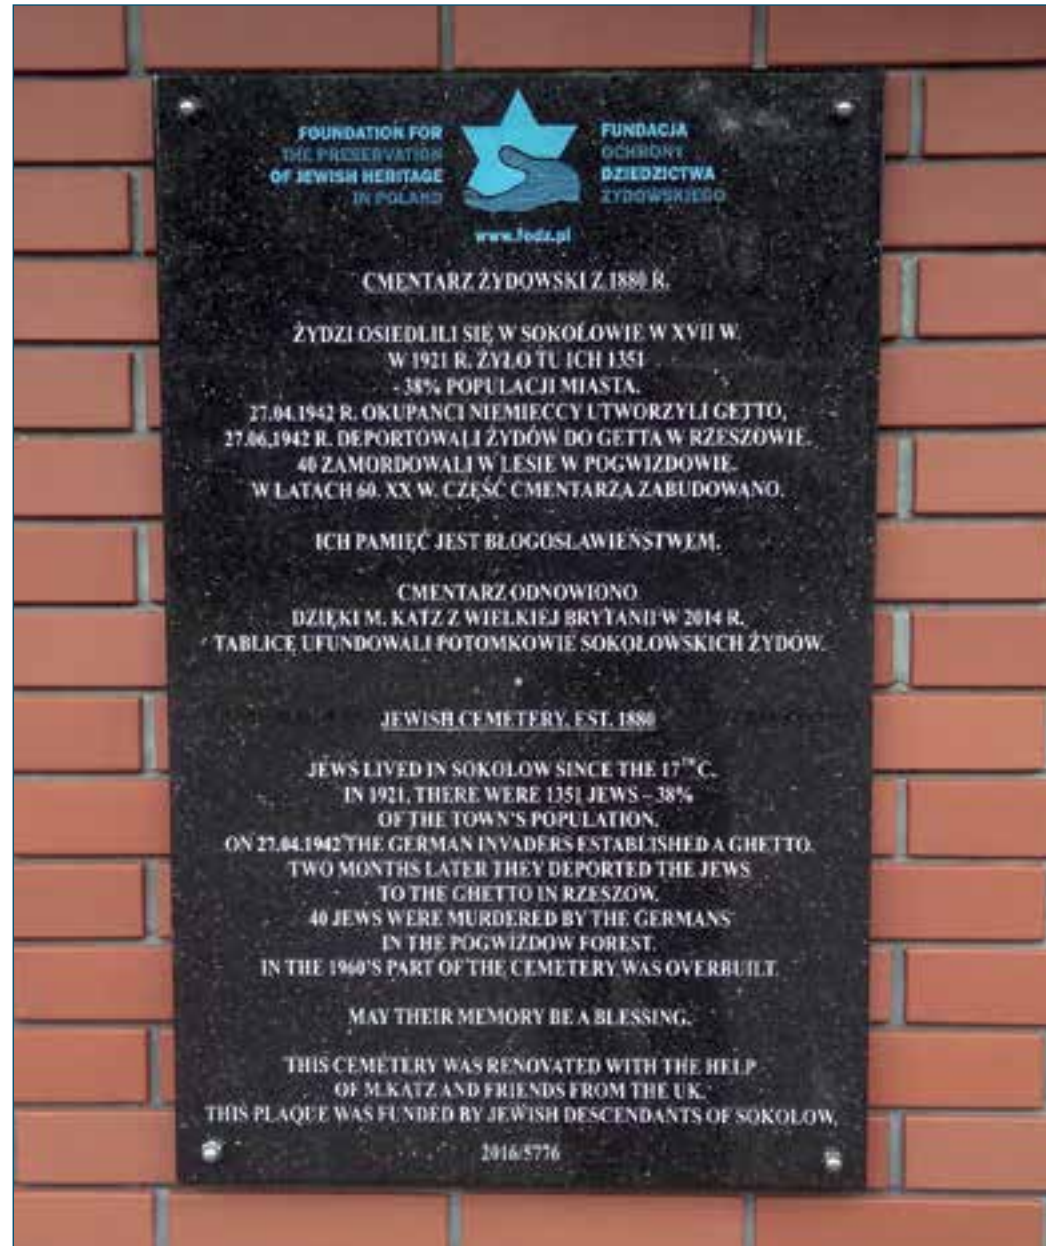 FOUNDATION FOR
THE PRESERVATION
OF JEWISH HERITAGE
IN POLAND
FUNDACJA
OCHRONY
DZIEDZICTWA
ŻYDOWSKIEGO
www.fodz.pl
CMENTARZ ŻYDOWSKI Z 1880 R.
ŻYDZI OSIEDLILI SIĘ W SOKOŁOWIE W XVII W.
W 1921 R. ŻYŁO TU ICH 1351
- 38% POPULACJI MIASTA.
27.04.1942 R. OKUPANCI NIEMIECCY UTWORZYLI GETTO,
27.06.1942 R. DEPORTOWALI ŻYDÓW DO GETTA W RZESZOWIE.
40 ZAMORDOWALI W LESIE W POGWIZDOWIE.
W LATACH 60. XX W. CZĘŚĆ CMENTARZA ZABUDOWANO.
ICH PAMIĘĆ JEST BŁOGOSŁAWIEŃSTWEM.
CMENTARZ ODNOWIONO
DZIĘKI M. KATZ Z WIELKIEJ BRYTANII W 2014 R.
TABLICĘ UFUNDOWALI POTOMKOWIE SOKOŁOWSKICH ŻYDÓW.
*
JEWISH CEMETERY, EST. 1880
JEWS LIVED IN SOKOLOW SINCE THE 17TH C.
IN 1921, THERE WERE 1351 JEWS – 38%
OF THE TOWN'S POPULATION.
ON 27.04.1942 THE GERMAN INVADERS ESTABLISHED A GHETTO.
TWO MONTHS LATER THEY DEPORTED THE JEWS
TO THE GHETTO IN RZESZOW.
40 JEWS WERE MURDERED BY THE GERMANS
IN THE POGWIZDOW FOREST.
IN THE 1960'S PART OF THE CEMETERY WAS OVERBUILT.
MAY THEIR MEMORY BE A BLESSING.
THIS CEMETERY WAS RENOVATED WITH THE HELP
OF M.KATZ AND FRIENDS FROM THE UK.
THIS PLAQUE WAS FUNDED BY JEWISH DESCENDANTS OF SOKOLOW.
2016/5776